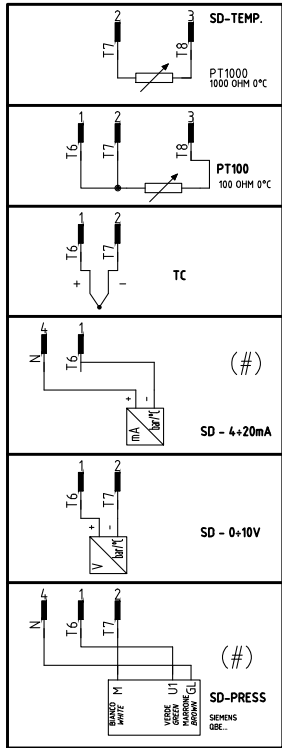 2 3 SD-TEMP.
T7 T8
PT1000
1000 OHM 0°C
1 2 3
T6 T7 T8
PT100
100 OHM 0°C
1 2
T6 T7
+ -
TC
4 1
N T6
(#)
+ -
mA bar/°C
SD - 4÷20mA
1 2
T6 T7
+ -
V bar/°C
SD - 0÷10V
4 1 2
N T6 T7
(#)
M U1 GL
BIANCO VERDE MARRONE
WHITE GREEN BROWN
SD-PRESS
SIEMENS
QBE...